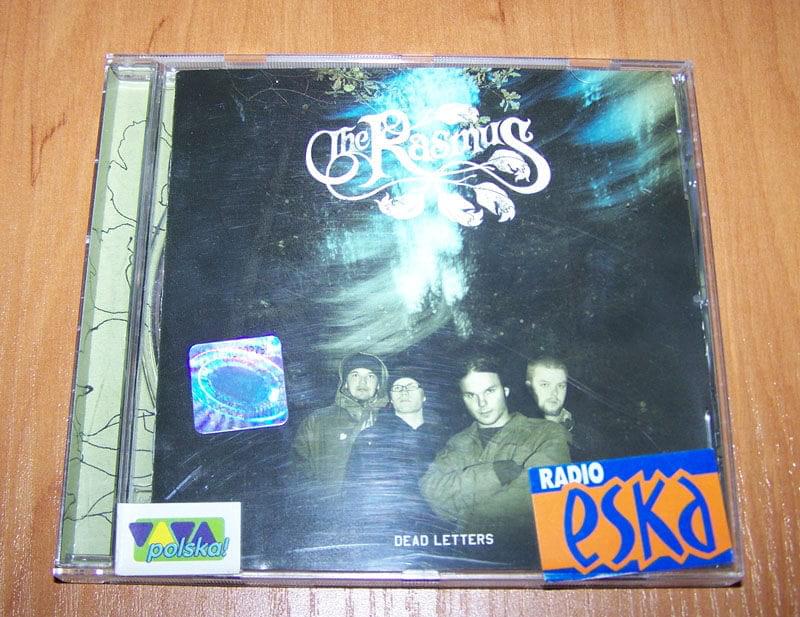 The Rasmus
VIVA
polska!
DEAD LETTERS
RADIO
eska